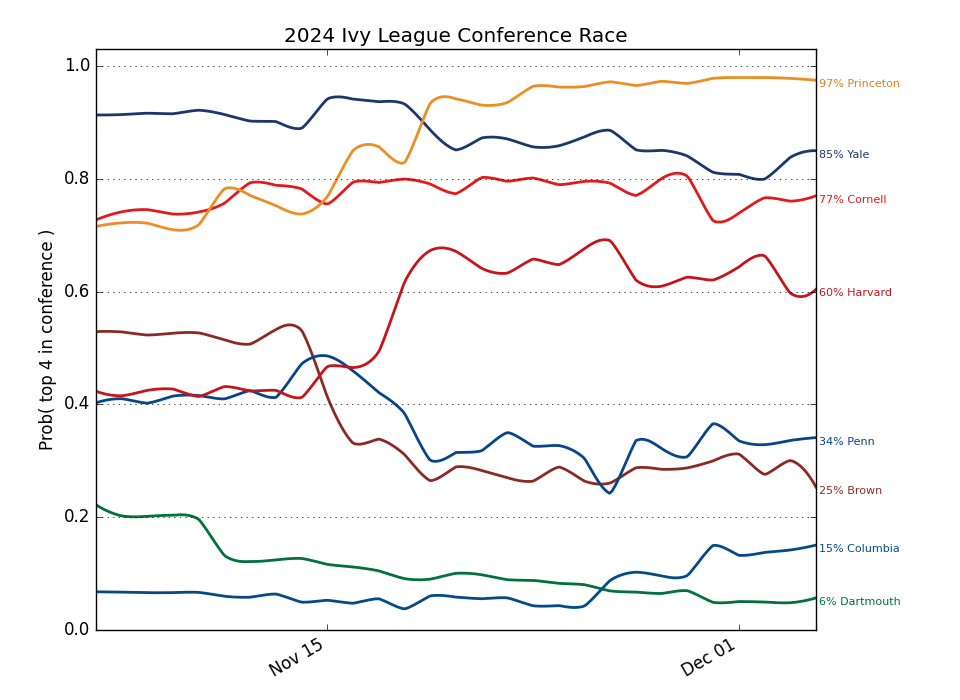 2024 Ivy League Conference Race
1.0
0.8
0.6
0.4
0.2
0.0
Prob( top 4 in conference )
Nov 15
Dec 01
97% Princeton
85% Yale
77% Cornell
60% Harvard
34% Penn
25% Brown
15% Columbia
6% Dartmouth